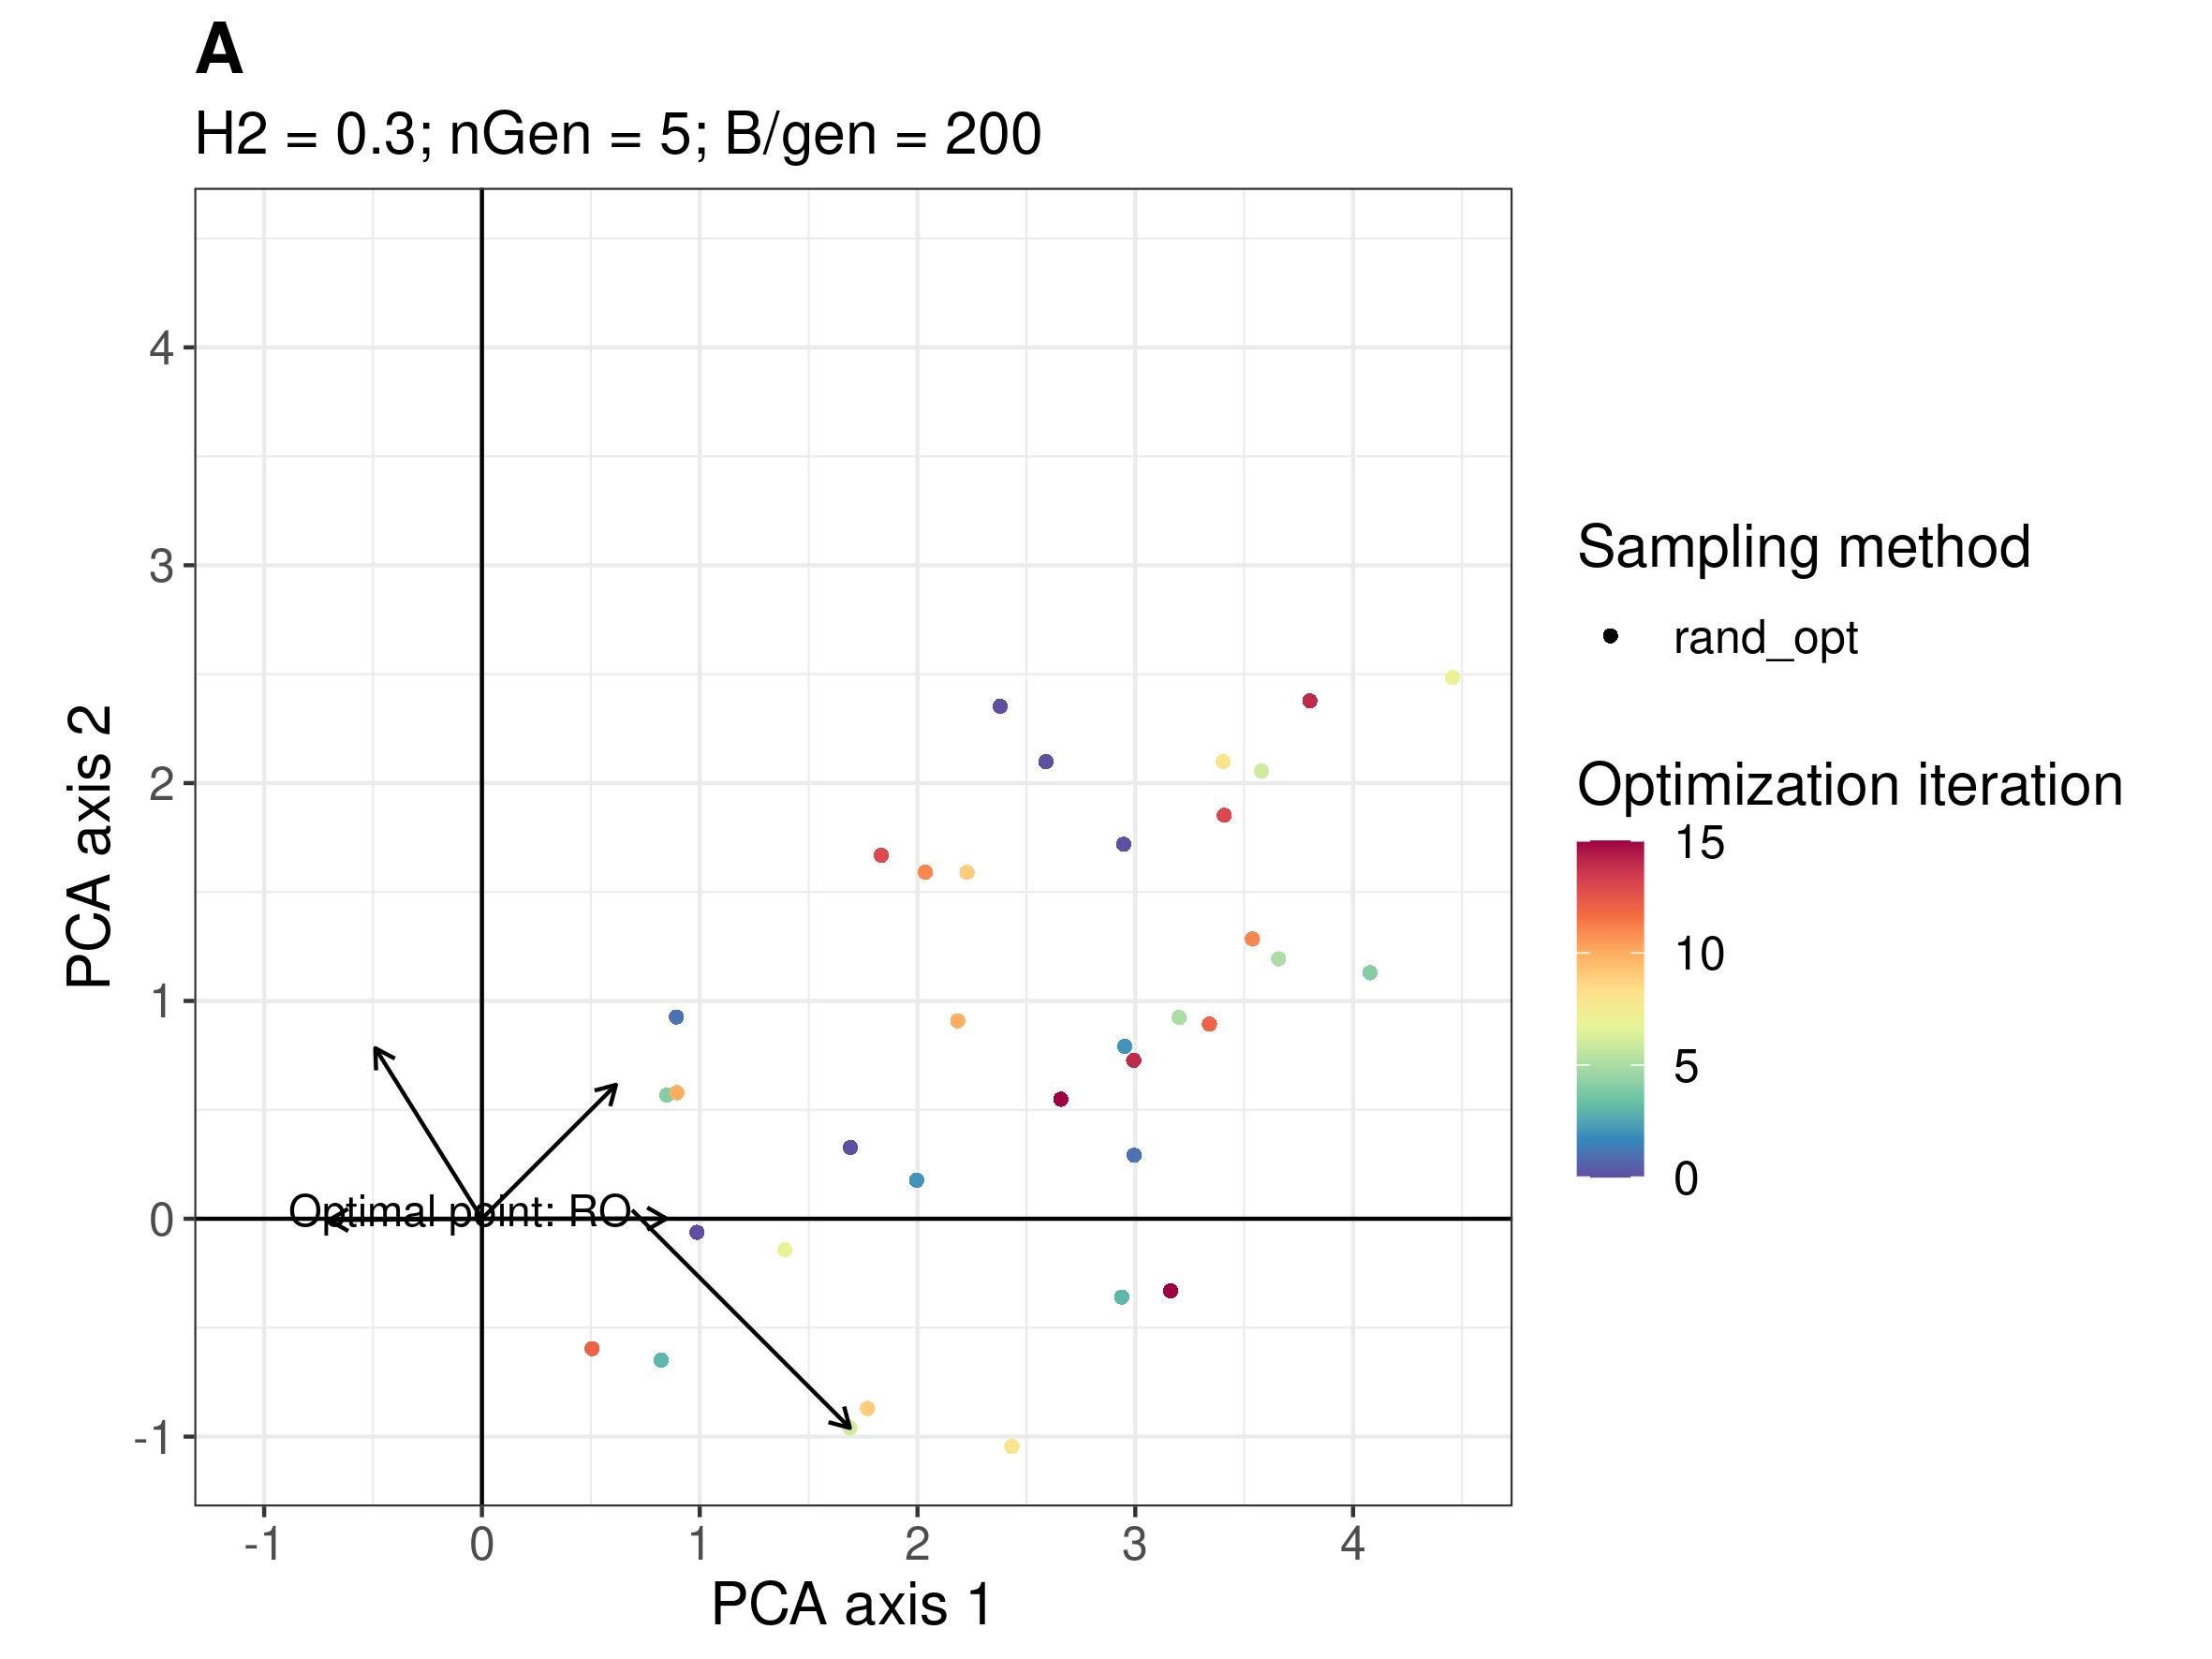 A
H2 = 0.3; nGen = 5; B/gen = 200
PCA axis 2
4
3
2
1
0
-1
Optimal point: RO
-1
0
1
2
3
4
PCA axis 1
Sampling method
rand_opt
Optimization iteration
15
10
5
0